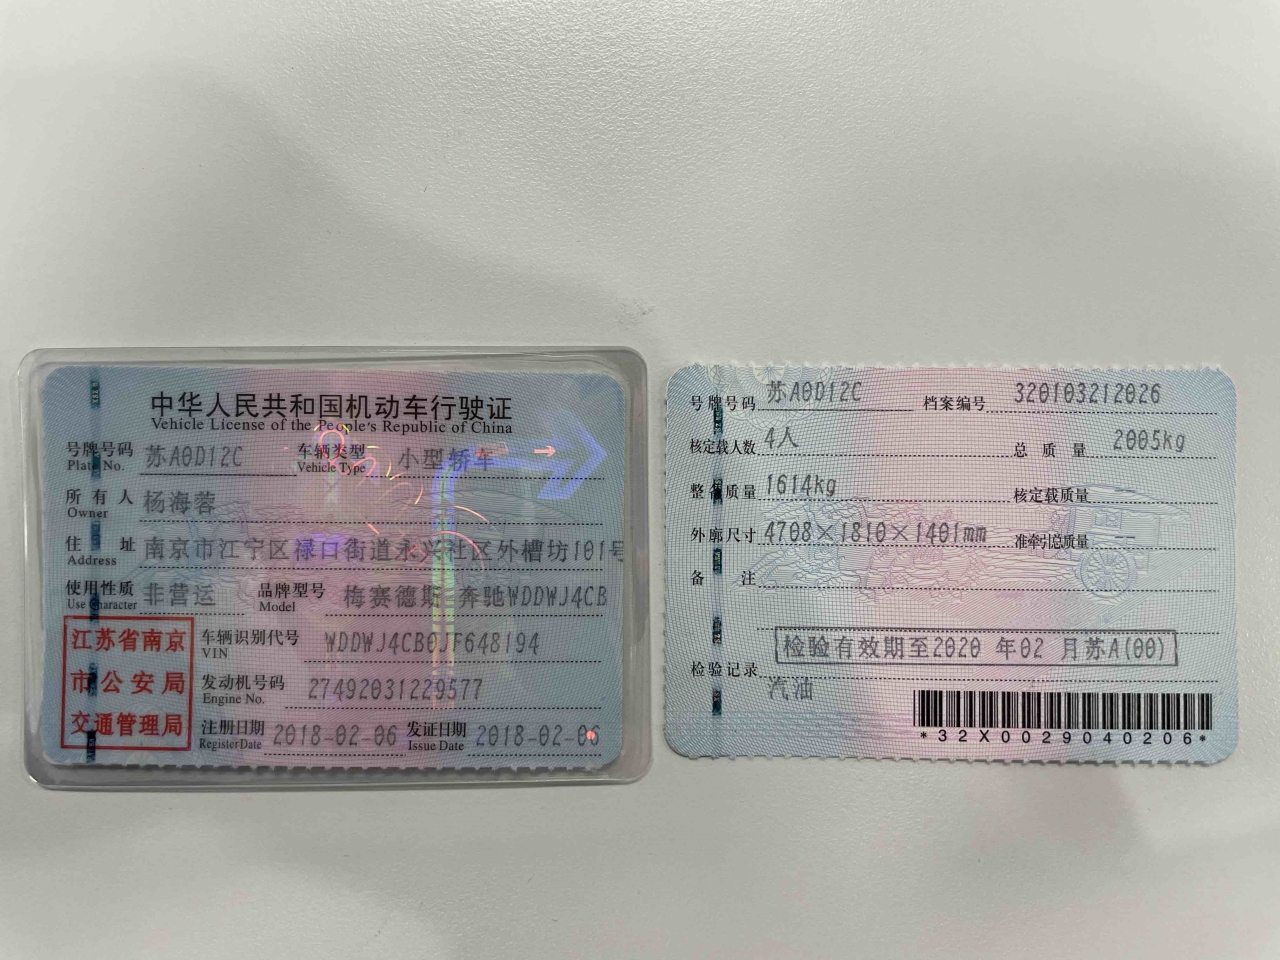 中华人民共和国机动车行驶证
Vehicle License of the People's Republic of China
号牌号码 苏A0D12C 车辆类型 小型轿车
Plate No. Vehicle Type
所有人 杨海蓉
Owner
住址 南京市江宁区禄口街道永兴社区外槽坊101号
Address
使用性质 非营运 品牌型号 梅赛德斯-奔驰WDDWJ4CB
Use Character Model
江苏省南京
市公安局
交通管理局
车辆识别代号 WDDWJ4CB0JF648194
VIN
发动机号码 27492031229577
Engine No.
注册日期 2018-02-06 发证日期 2018-02-06
Register Date Issue Date
号牌号码 苏A0D12C 档案编号 320103212026
核定载人数 4人 总质量 2005kg
整备质量 1614kg 核定载质量 --
外廓尺寸 4708×1810×1401mm 准牵引总质量 --
备注
检验有效期至2020 年02 月苏A(00)
检验记录
汽油
*32X0029040206*